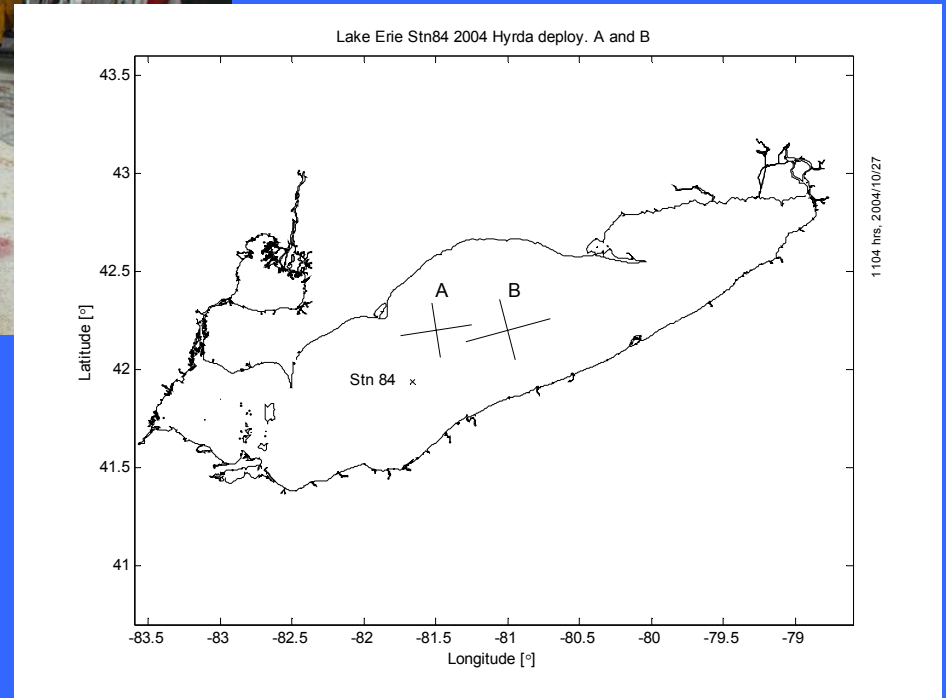 Lake Erie Stn84 2004 Hyrda deploy. A and B
43.5
43
42.5
42
41.5
41
Latitude [°]
A
B
Stn 84
1104 hrs, 2004/10/27
-83.5 -83 -82.5 -82 -81.5 -81 -80.5 -80 -79.5 -79
Longitude [°]